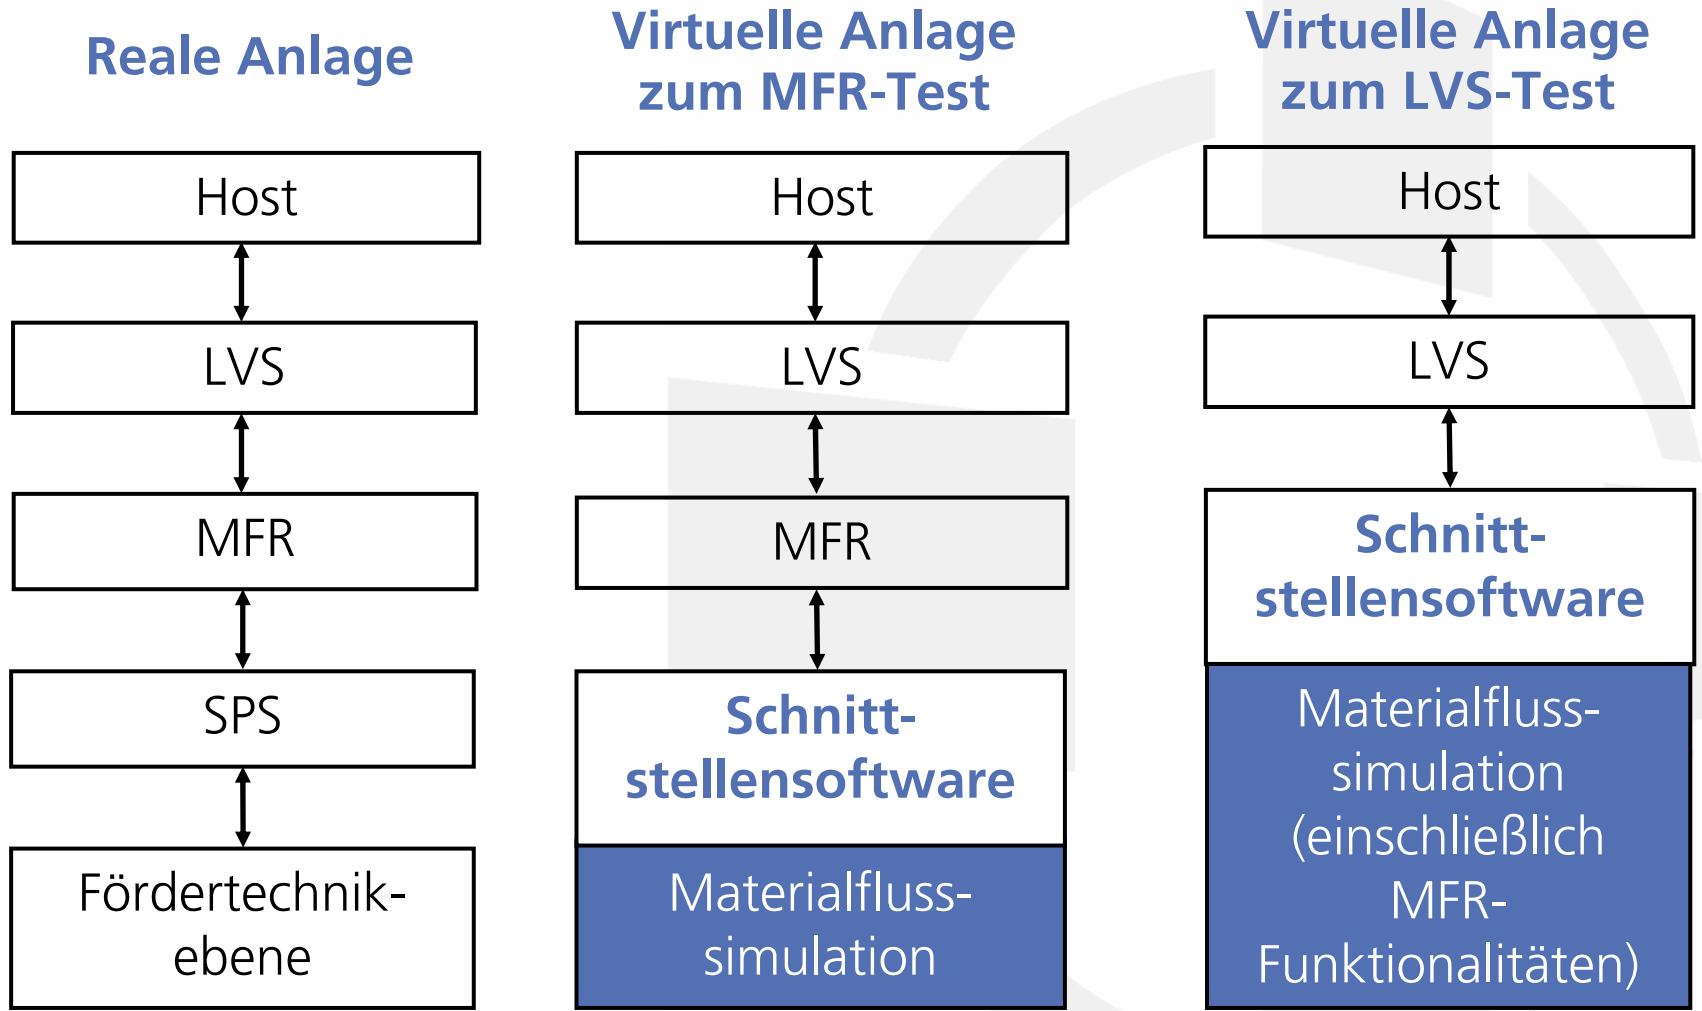 Reale Anlage
Host
LVS
MFR
SPS
Fördertechnik-
ebene
Virtuelle Anlage
zum MFR-Test
Host
LVS
MFR
Schnitt-
stellensoftware
Materialfluss-
simulation
Virtuelle Anlage
zum LVS-Test
Host
LVS
Schnitt-
stellensoftware
Materialfluss-
simulation
(einschließlich
MFR-
Funktionalitäten)